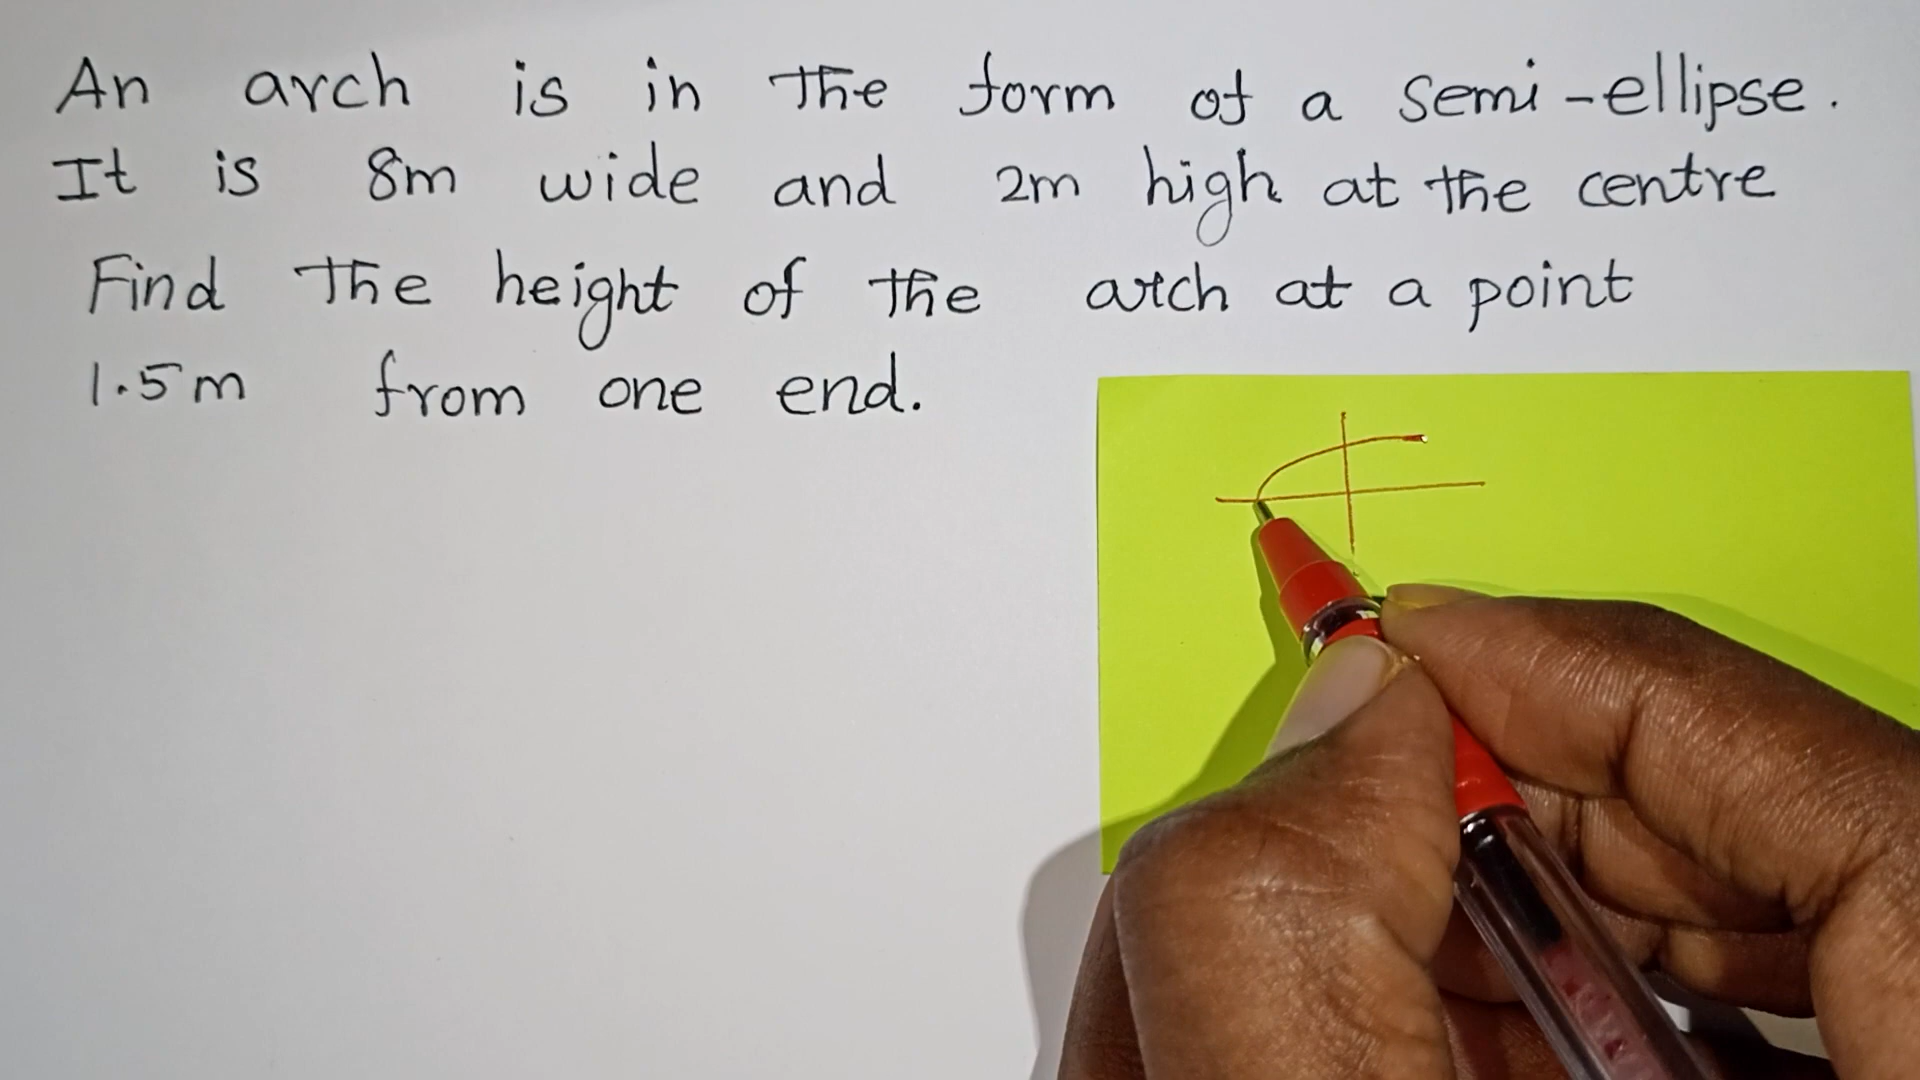 An arch is in the form of a semi-ellipse.
It is 8m wide and 2m high at the centre
Find the height of the arch at a point
1.5m from one end.